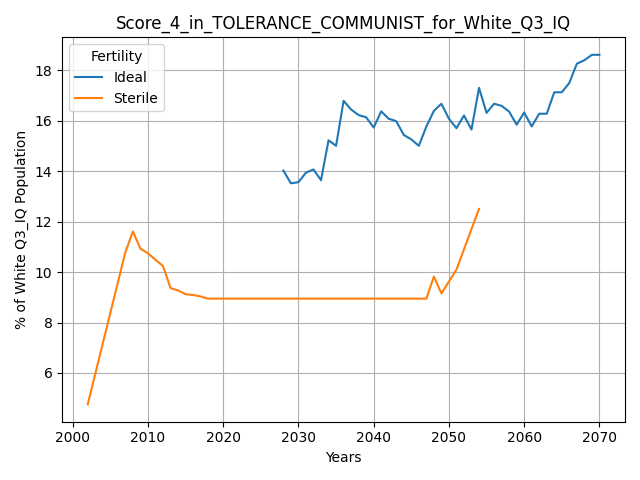 Score_4_in_TOLERANCE_COMMUNIST_for_White_Q3_IQ
Fertility
Ideal
Sterile
% of White Q3_IQ Population
18
16
14
12
10
8
6
2000 2010 2020 2030 2040 2050 2060 2070
Years